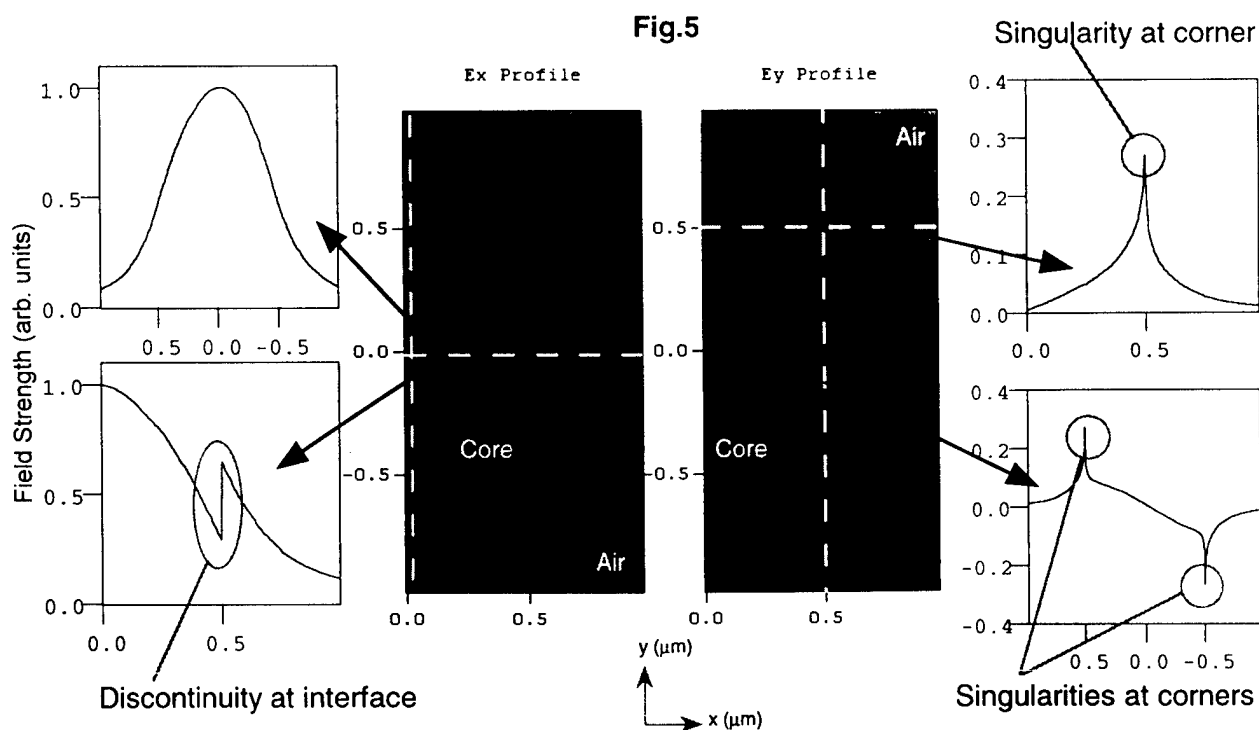 Fig.5
Singularity at corner
Ex Profile
Ey Profile
1.0
0.5
0.0
0.5 0.0 -0.5
Field Strength (arb. units)
1.0
0.5
0.0
0.0 0.5
Discontinuity at interface
0.5
0.0
-0.5
Core
Air
0.0 0.5
Air
0.5
0.0
-0.5
Core
0.0 0.5
y (μm)
x (μm)
0.4
0.3
0.2
0.1
0.0
0.0 0.5
0.4
0.2
0.0
-0.2
-0.4
0.5 0.0 -0.5
Singularities at corners